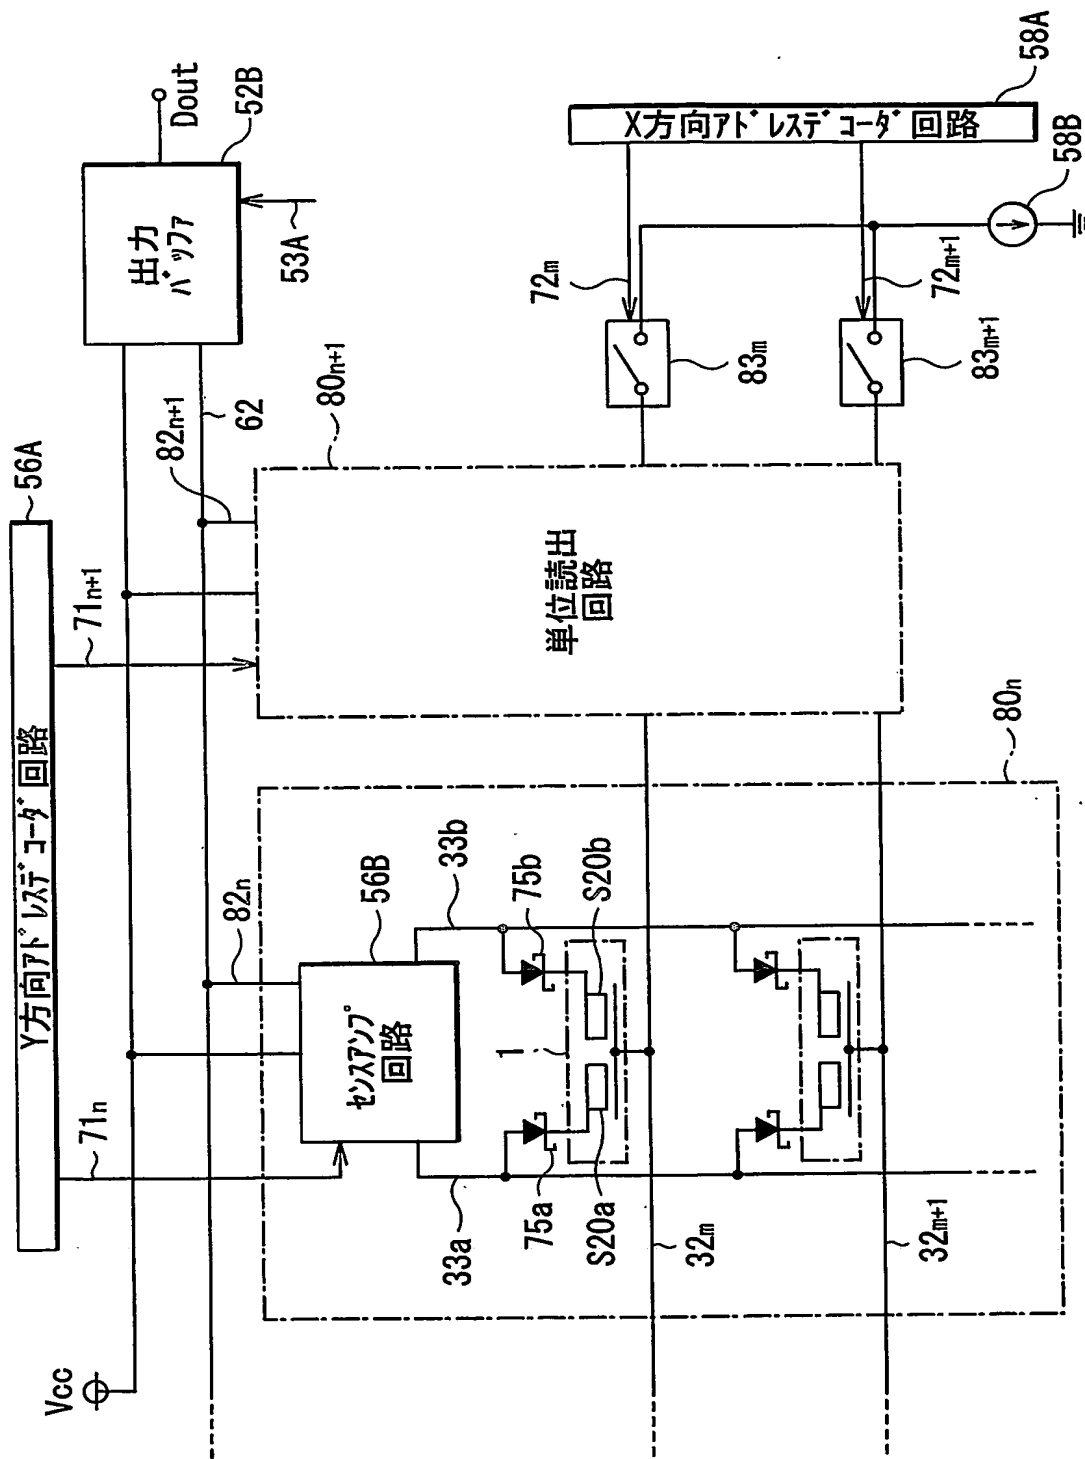 Y方向アドレスデコーダ回路
56A
Vcc
71n
71n+1
82n+1
62
出力
バッファ
Dout
52B
53A
82n
センスアンプ
回路
56B
33b
33a
75b
75a
1
S20b
S20a
32m
32m+1
80n
単位読出
回路
80n+1
72m
83m
72m+1
83m+1
X方向アドレスデコーダ回路
58A
58B